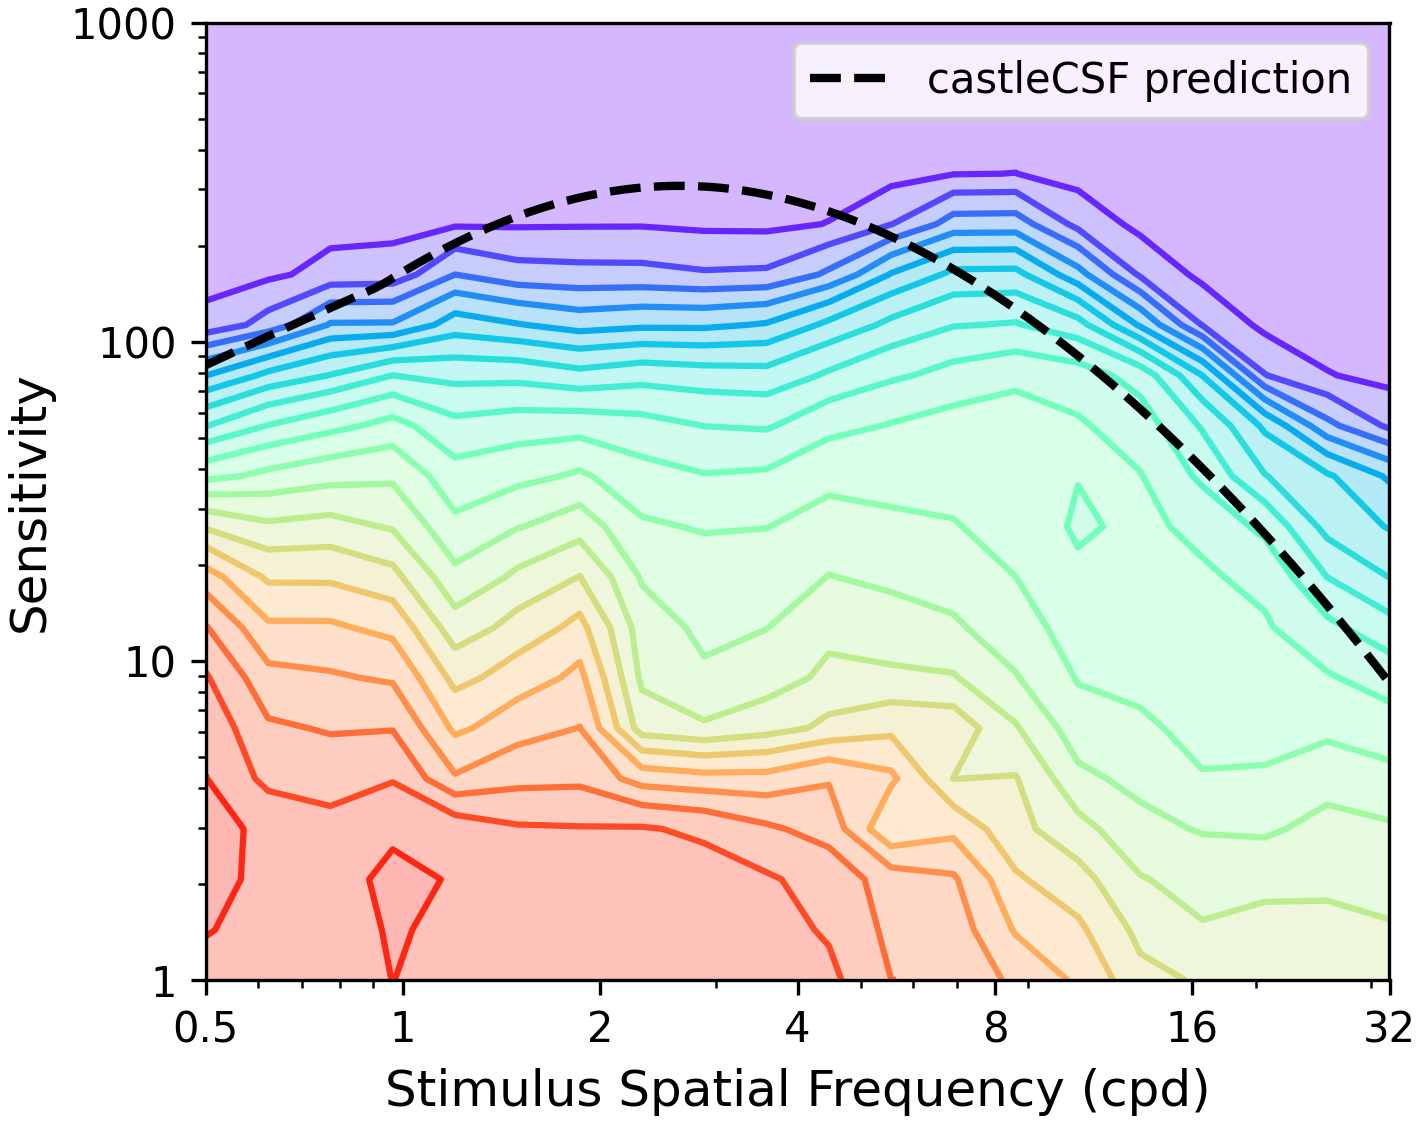 1000
100
10
1
Sensitivity
castleCSF prediction
0.5 1 2 4 8 16 32
Stimulus Spatial Frequency (cpd)